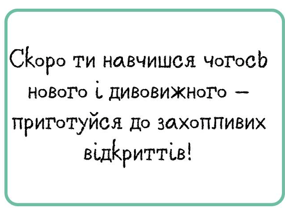 Скоро ти навчишся чогось
нового і дивовижного –
приготуйся до захопливих
відкриттів!